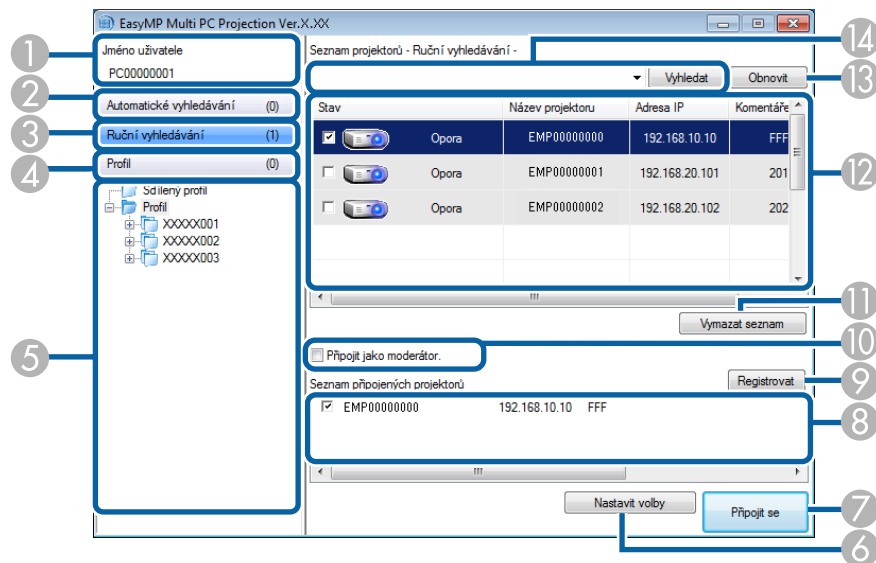 EasyMP Multi PC Projection Ver.X.XX
Jméno uživatele
PC00000001
Automatické vyhledávání (0)
Ruční vyhledávání (1)
Profil (0)
Sdílený profil
Profil
XXXXX001
XXXXX002
XXXXX003
Seznam projektorů - Ruční vyhledávání -
Vyhledat Obnovit
Stav Název projektoru Adresa IP Komentáře
Opora EMP00000000 192.168.10.10 FFF
Opora EMP00000001 192.168.20.101 201
Opora EMP00000002 192.168.20.102 202
Vymazat seznam
Připojit jako moderátor.
Seznam připojených projektorů Registrovat
EMP00000000 192.168.10.10 FFF
Nastavit volby Připojit se
1
2
3
4
5
6
7
8
9
10
11
12
13
14